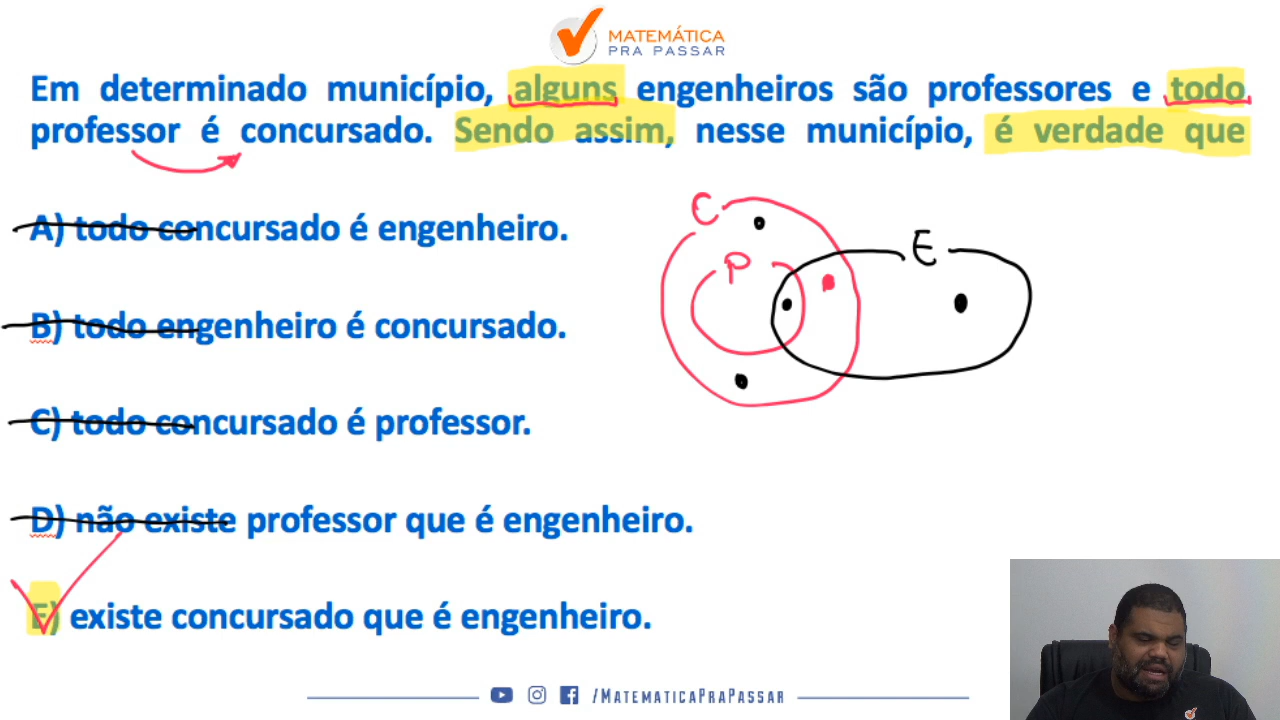 MATEMÁTICA
PRA PASSAR
Em determinado município, alguns engenheiros são professores e todo
professor é concursado. Sendo assim, nesse município, é verdade que
A) todo concursado é engenheiro.
B) todo engenheiro é concursado.
C) todo concursado é professor.
D) não existe professor que é engenheiro.
E) existe concursado que é engenheiro.
C
P
E
/MATEMATICAPRAPASSAR